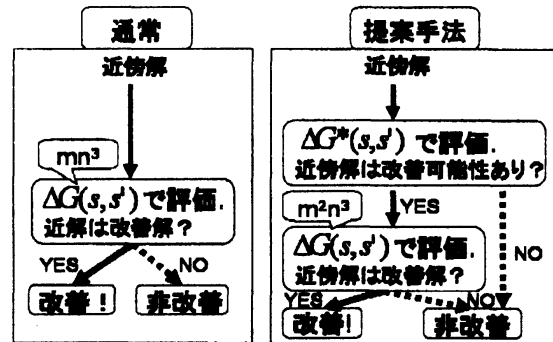 通常
近傍解
mn³
ΔG(s,s')で評価.
近解は改善解？
YES
NO
改善！
非改善
提案手法
近傍解
ΔG*(s,s')で評価.
近傍解は改善可能性あり？
m²n³
YES
ΔG(s,s')で評価.
近傍解は改善解？
NO
YES
NO
改善!
非改善